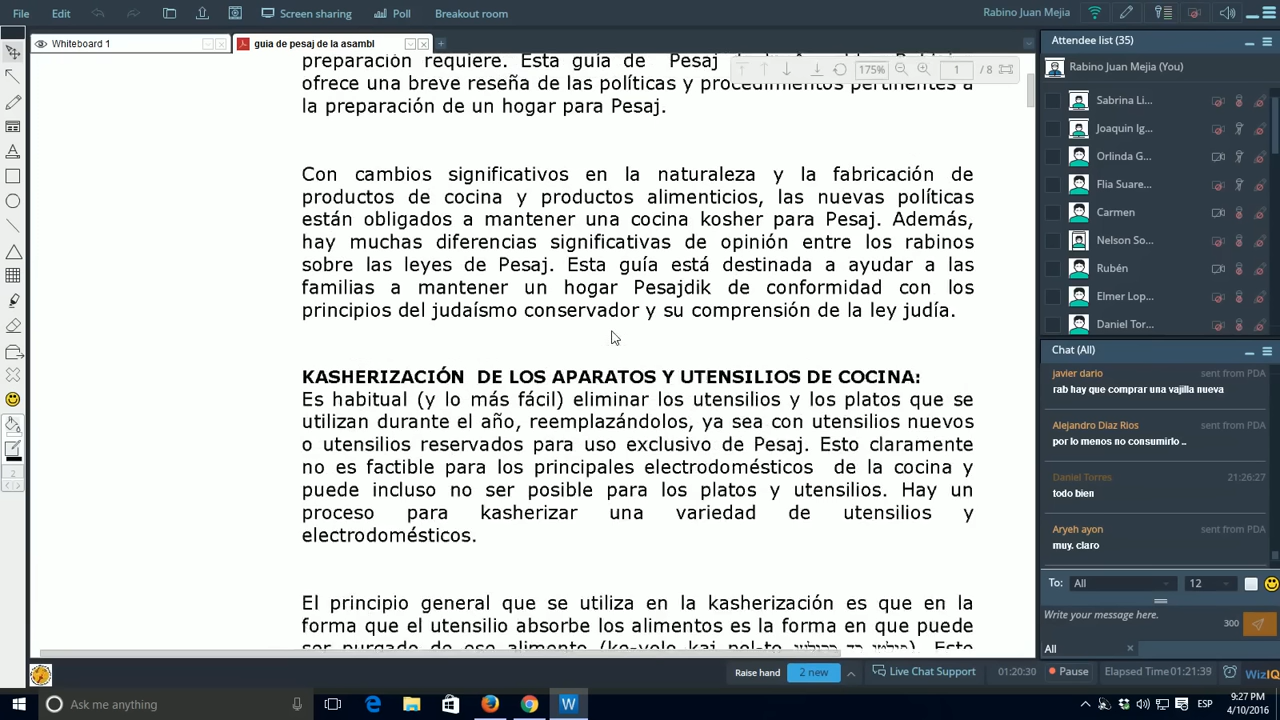 File
Edit
Screen sharing
Poll
Breakout room
Rabino Juan Mejia
Whiteboard 1
guia de pesaj de la asambl
175%
1
/ 8
preparación requiere. Esta guía de Pesaj
ofrece una breve reseña de las políticas y procedimientos pertinentes a
la preparación de un hogar para Pesaj.
Con cambios significativos en la naturaleza y la fabricación de
productos de cocina y productos alimenticios, las nuevas políticas
están obligados a mantener una cocina kosher para Pesaj. Además,
hay muchas diferencias significativas de opinión entre los rabinos
sobre las leyes de Pesaj. Esta guía está destinada a ayudar a las
familias a mantener un hogar Pesajdik de conformidad con los
principios del judaísmo conservador y su comprensión de la ley judía.
KASHERIZACIÓN DE LOS APARATOS Y UTENSILIOS DE COCINA:
Es habitual (y lo más fácil) eliminar los utensilios y los platos que se
utilizan durante el año, reemplazándolos, ya sea con utensilios nuevos
o utensilios reservados para uso exclusivo de Pesaj. Esto claramente
no es factible para los principales electrodomésticos de la cocina y
puede incluso no ser posible para los platos y utensilios. Hay un
proceso para kasherizar una variedad de utensilios y
electrodomésticos.
El principio general que se utiliza en la kasherización es que en la
forma que el utensilio absorbe los alimentos es la forma en que puede
ser purgado de ese alimento (ke-volo kaj pol-to Esto
Attendee list (35)
Rabino Juan Mejia (You)
Sabrina Li...
Joaquin Ig...
Orlinda G...
Flia Suare...
Carmen
Nelson So...
Rubén
Elmer Lop...
Daniel Tor...
Chat (All)
javier dario sent from PDA
rab hay que comprar una vajilla nueva
Alejandro Diaz Rios sent from PDA
por lo menos no consumirlo ..
Daniel Torres 21:26:27
todo bien
Aryeh ayon sent from PDA
muy. claro
To: All 12
Write your message here.
300
All
Raise hand
2 new
Live Chat Support
01:20:30
Pause
Elapsed Time: 01:21:39
WizIQ
Ask me anything
ESP
9:27 PM
4/10/2016